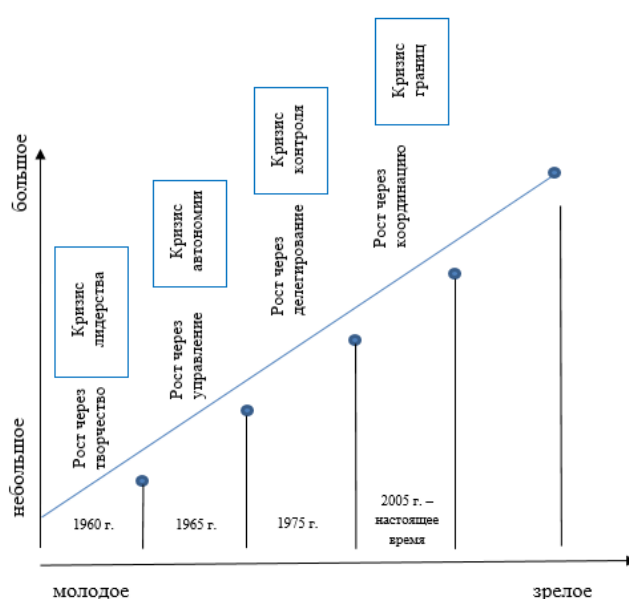 Кризис
границ
Кризис
контроля
Кризис
автономии
Кризис
лидерства
большое
небольшое
Рост через
координацию
Рост через
делегирование
Рост через
управление
Рост через
творчество
1960 г.
1965 г.
1975 г.
2005 г. –
настоящее
время
молодое
зрелое